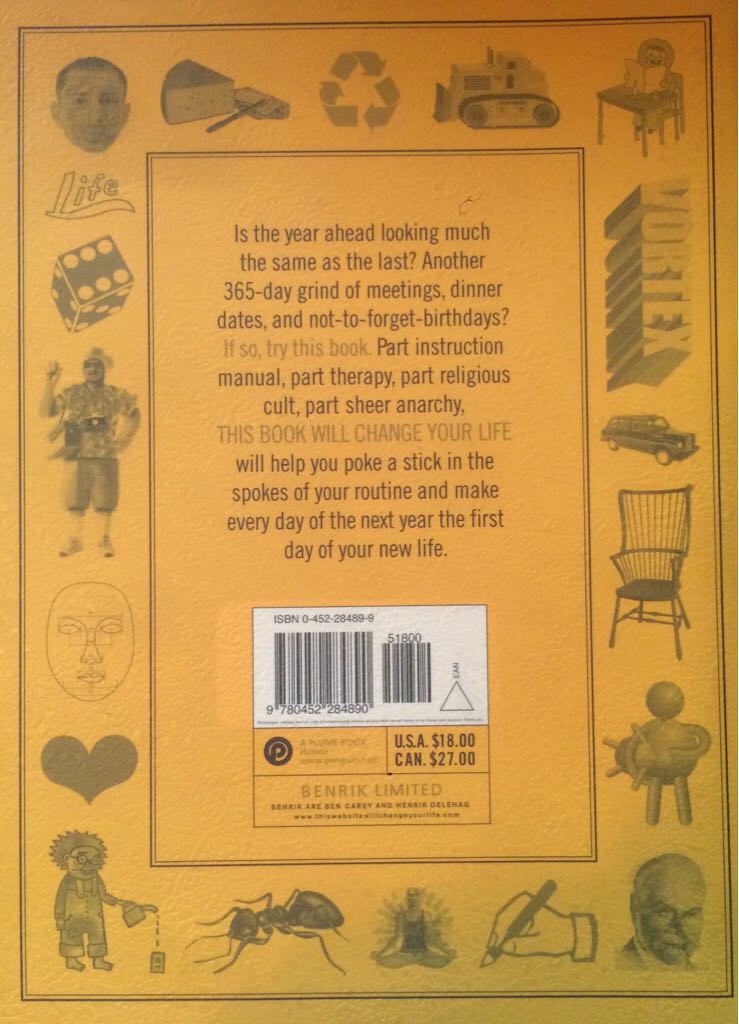 Life
VORTEX
Is the year ahead looking much
the same as the last? Another
365-day grind of meetings, dinner
dates, and not-to-forget-birthdays?
If so, try this book. Part instruction
manual, part therapy, part religious
cult, part sheer anarchy,
THIS BOOK WILL CHANGE YOUR LIFE
will help you poke a stick in the
spokes of your routine and make
every day of the next year the first
day of your new life.
ISBN 0-452-28489-9
51800
EAN
9 780452 284890
A PLUME BOOK
Humor
www.penguin.com
U.S.A. $18.00
CAN. $27.00
BENRIK LIMITED
BENRIK ARE BEN CAREY AND HENRIK DELEHAG
www.thiswebsitewillchangeyourlife.com